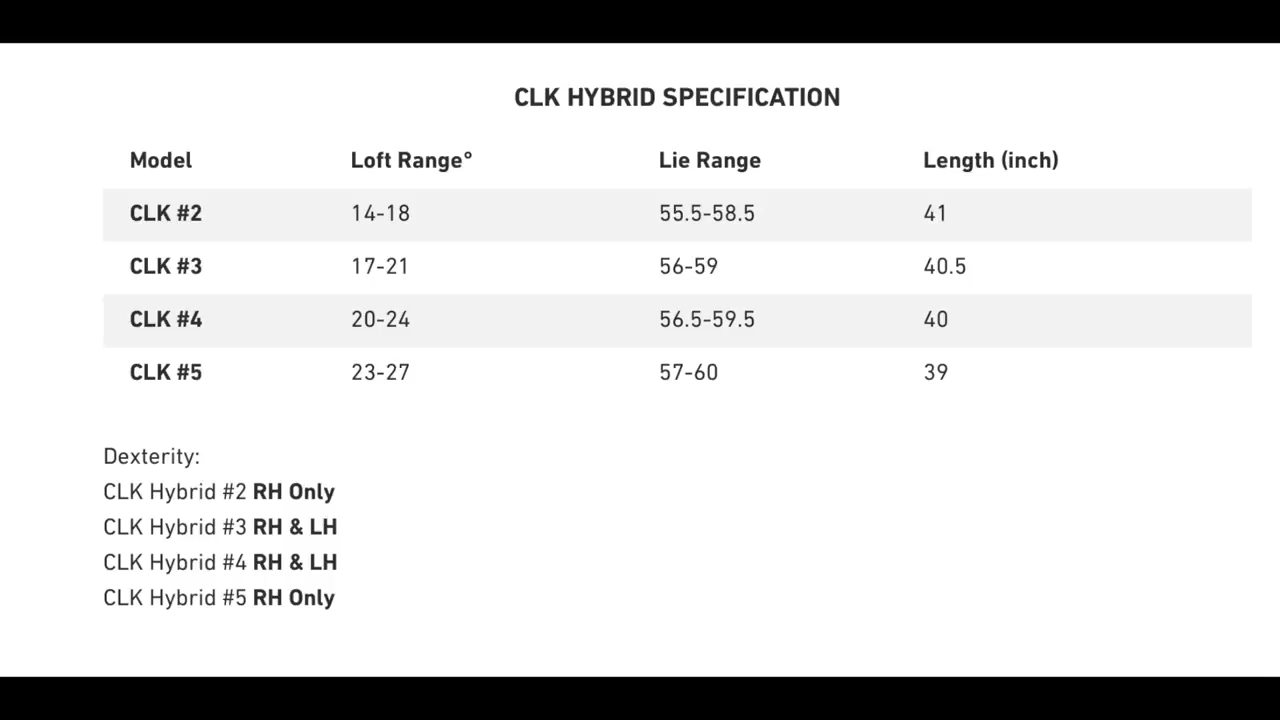 CLK HYBRID SPECIFICATION
Model Loft Range° Lie Range Length (inch)
CLK #2 14-18 55.5-58.5 41
CLK #3 17-21 56-59 40.5
CLK #4 20-24 56.5-59.5 40
CLK #5 23-27 57-60 39
Dexterity:
CLK Hybrid #2 RH Only
CLK Hybrid #3 RH & LH
CLK Hybrid #4 RH & LH
CLK Hybrid #5 RH Only